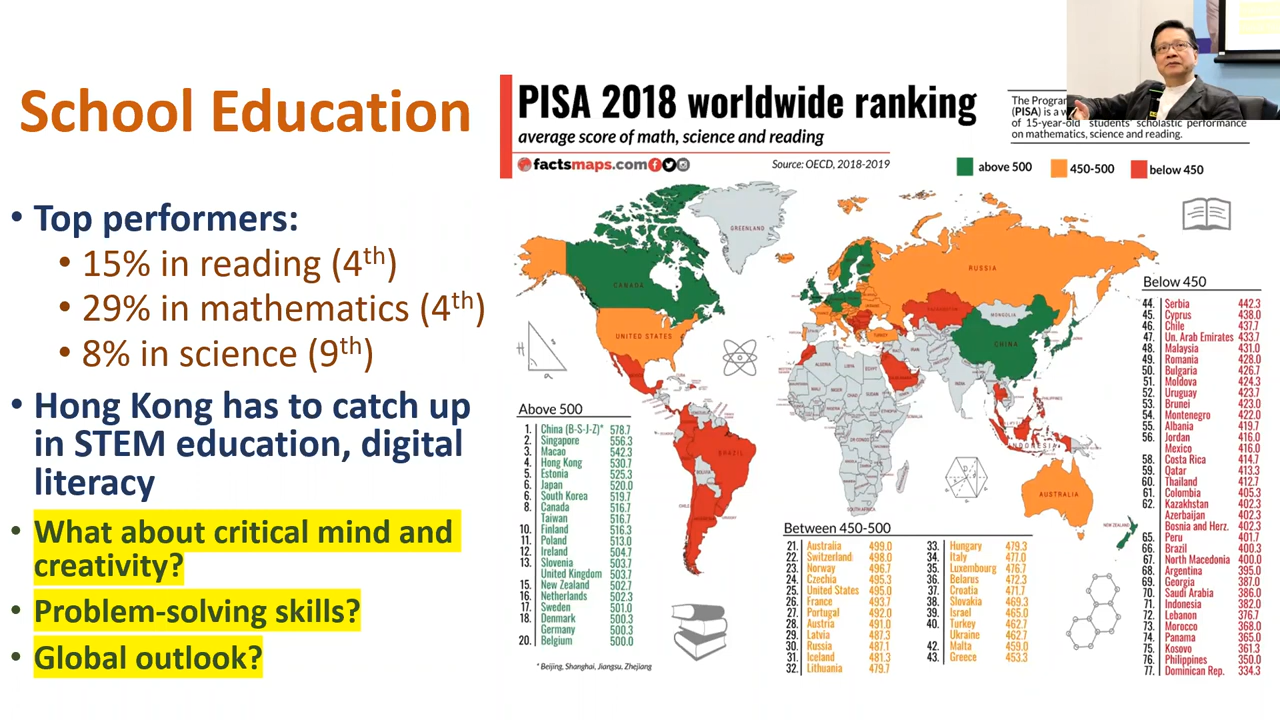 School Education
• Top performers:
• 15% in reading (4th)
• 29% in mathematics (4th)
• 8% in science (9th)
• Hong Kong has to catch up
in STEM education, digital
literacy
• What about critical mind and
creativity?
• Problem-solving skills?
• Global outlook?
PISA 2018 worldwide ranking
average score of math, science and reading
factsmaps.com
Source: OECD, 2018-2019
The Progra
(PISA) is a w
of 15-year-old students' scholastic performance
on mathematics, science and reading.
above 500
450-500
below 450
GREENLAND
RUSSIA
CANADA
UNITED STATES
MONGOLIA
CHINA
BRAZIL
INDONESIA
AUSTRALIA
NEW ZEALAND
Above 500
1. China (B-S-J-Z)* 578.7
2. Singapore 556.3
3. Macao 542.3
4. Hong Kong 530.7
5. Estonia 525.3
6. Japan 520.0
6. South Korea 519.7
8. Canada 516.7
Taiwan 516.7
10. Finland 516.3
11. Poland 513.0
12. Ireland 504.7
13. Slovenia 503.7
United Kingdom 503.7
15. New Zealand 502.7
16. Netherlands 502.3
17. Sweden 501.0
18. Denmark 500.3
Germany 500.3
20. Belgium 500.0
* Beijing, Shanghai, Jiangsu, Zhejiang
Between 450-500
21. Australia 499.0
22. Switzerland 498.0
23. Norway 496.7
24. Czechia 495.3
25. United States 495.0
26. France 493.7
27. Portugal 492.0
28. Austria 491.0
29. Latvia 487.3
30. Russia 487.1
31. Iceland 481.3
32. Lithuania 479.7
33. Hungary 479.3
34. Italy 477.0
35. Luxembourg 476.7
36. Belarus 472.3
37. Croatia 471.7
38. Slovakia 469.3
39. Israel 465.0
40. Turkey 462.7
Ukraine 462.7
42. Malta 459.0
43. Greece 453.3
Below 450
44. Serbia 442.3
45. Cyprus 438.0
46. Chile 437.7
47. Un. Arab Emirates 433.7
48. Malaysia 431.0
49. Romania 428.0
50. Bulgaria 426.7
51. Moldova 424.3
52. Uruguay 423.7
53. Brunei 423.0
54. Montenegro 422.0
55. Albania 419.7
56. Jordan 416.0
Mexico 416.0
58. Costa Rica 414.7
59. Qatar 413.3
60. Thailand 412.7
61. Colombia 405.3
62. Kazakhstan 402.3
Azerbaijan 402.3
Bosnia and Herz. 402.3
65. Peru 401.7
66. Brazil 400.3
67. North Macedonia 400.0
68. Argentina 395.0
69. Georgia 387.0
70. Saudi Arabia 386.0
71. Indonesia 382.0
72. Lebanon 376.7
73. Morocco 368.0
74. Panama 365.0
75. Kosovo 361.3
76. Philippines 350.0
77. Dominican Rep. 334.3